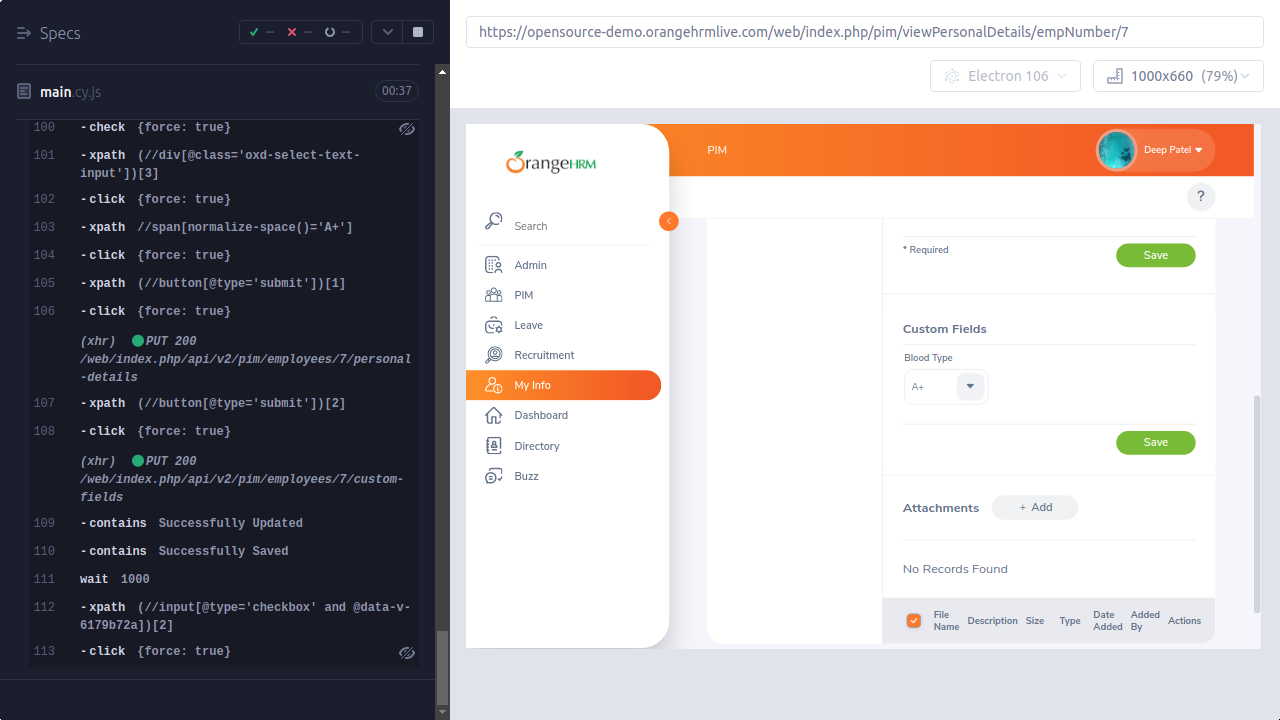 Specs
-- -- --
main.cy.js
00:37
100 - check {force: true}
101 - xpath (//div[@class='oxd-select-text-
input'])[3]
102 - click {force: true}
103 - xpath //span[normalize-space()='A+']
104 - click {force: true}
105 - xpath (//button[@type='submit'])[1]
106 - click {force: true}
(xhr) PUT 200
/web/index.php/api/v2/pim/employees/7/personal
-details
107 - xpath (//button[@type='submit'])[2]
108 - click {force: true}
(xhr) PUT 200
/web/index.php/api/v2/pim/employees/7/custom-
fields
109 - contains Successfully Updated
110 - contains Successfully Saved
111 wait 1000
112 - xpath (//input[@type='checkbox' and @data-v-
6179b72a])[2]
113 - click {force: true}
https://opensource-demo.orangehrmlive.com/web/index.php/pim/viewPersonalDetails/empNumber/7
Electron 106
1000x660 (79%)
OrangeHRM
PIM
Deep Patel
?
Search
Admin
PIM
Leave
Recruitment
My Info
Dashboard
Directory
Buzz
* Required
Save
Custom Fields
Blood Type
A+
Save
Attachments
+ Add
No Records Found
File Name
Description
Size
Type
Date Added
Added By
Actions